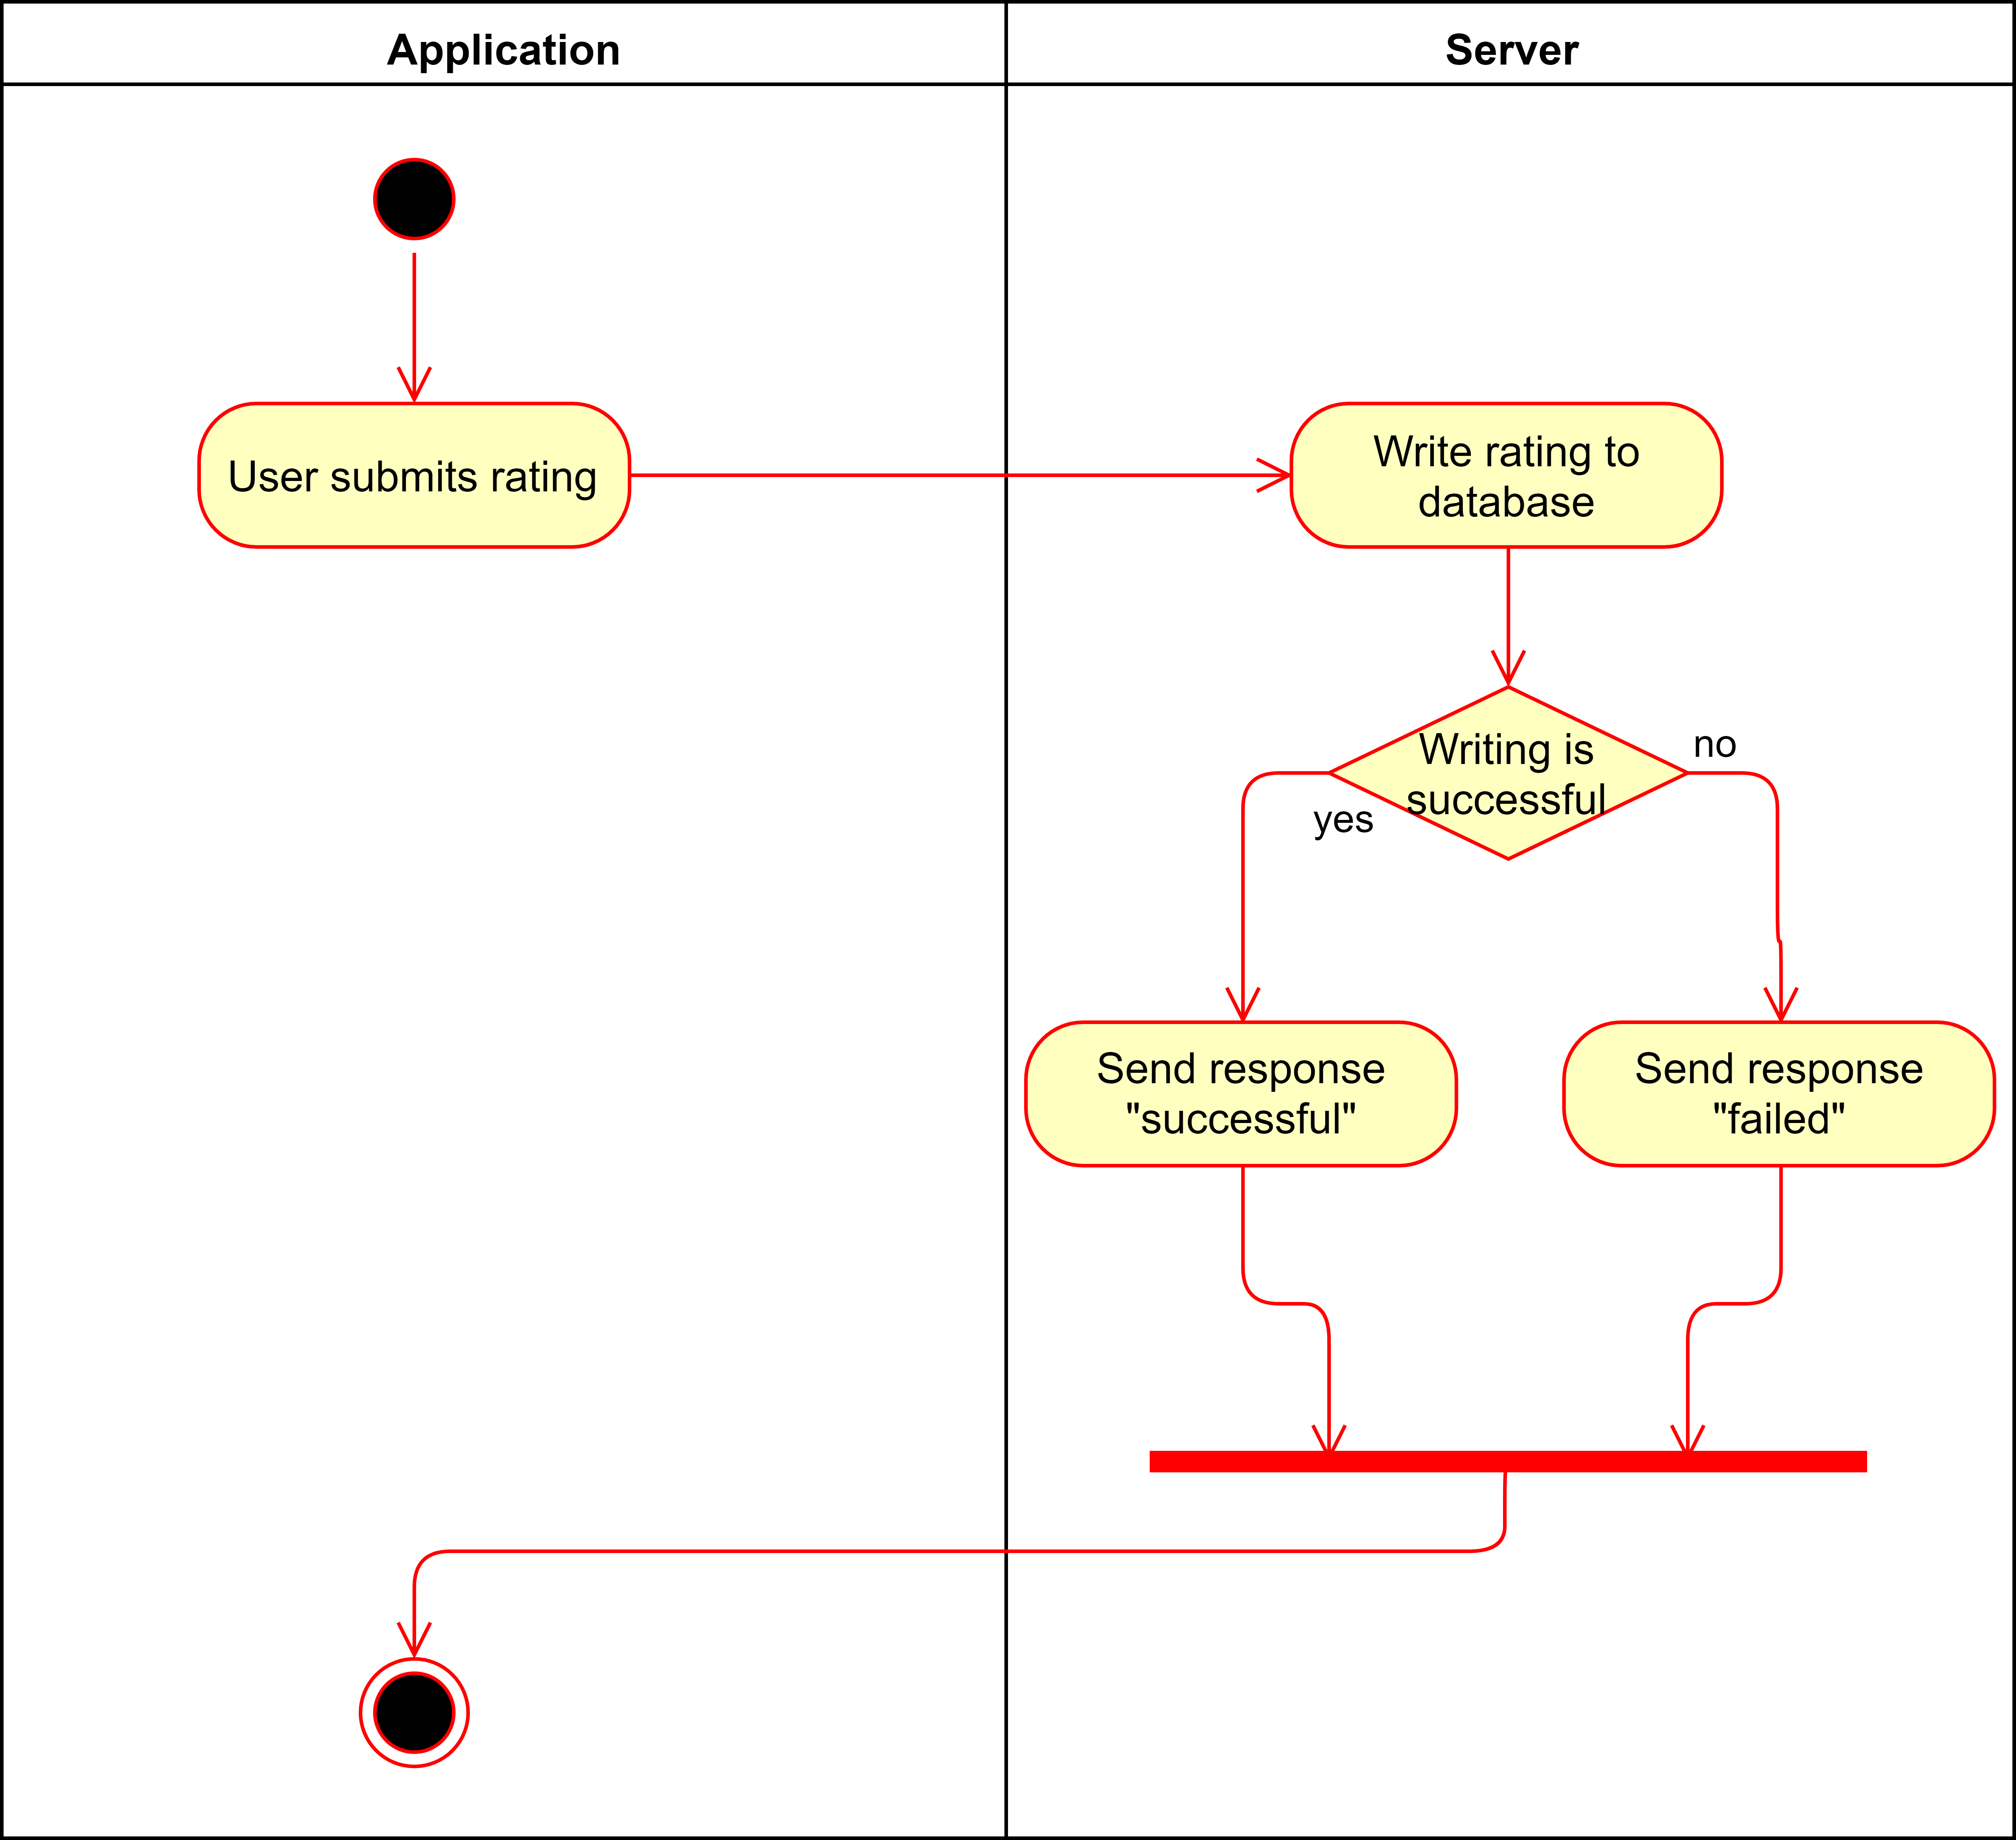 Application
Server
User submits rating
Write rating to
database
Writing is
successful
no
yes
Send response
"successful"
Send response
"failed"